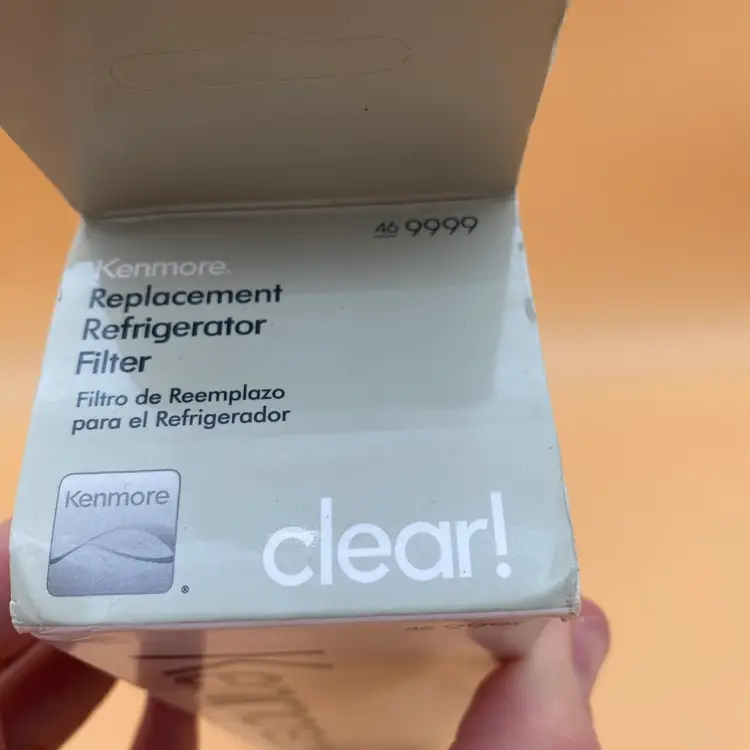 46 9999
Kenmore®
Replacement
Refrigerator
Filter
Filtro de Reemplazo
para el Refrigerador
Kenmore
®
clear!